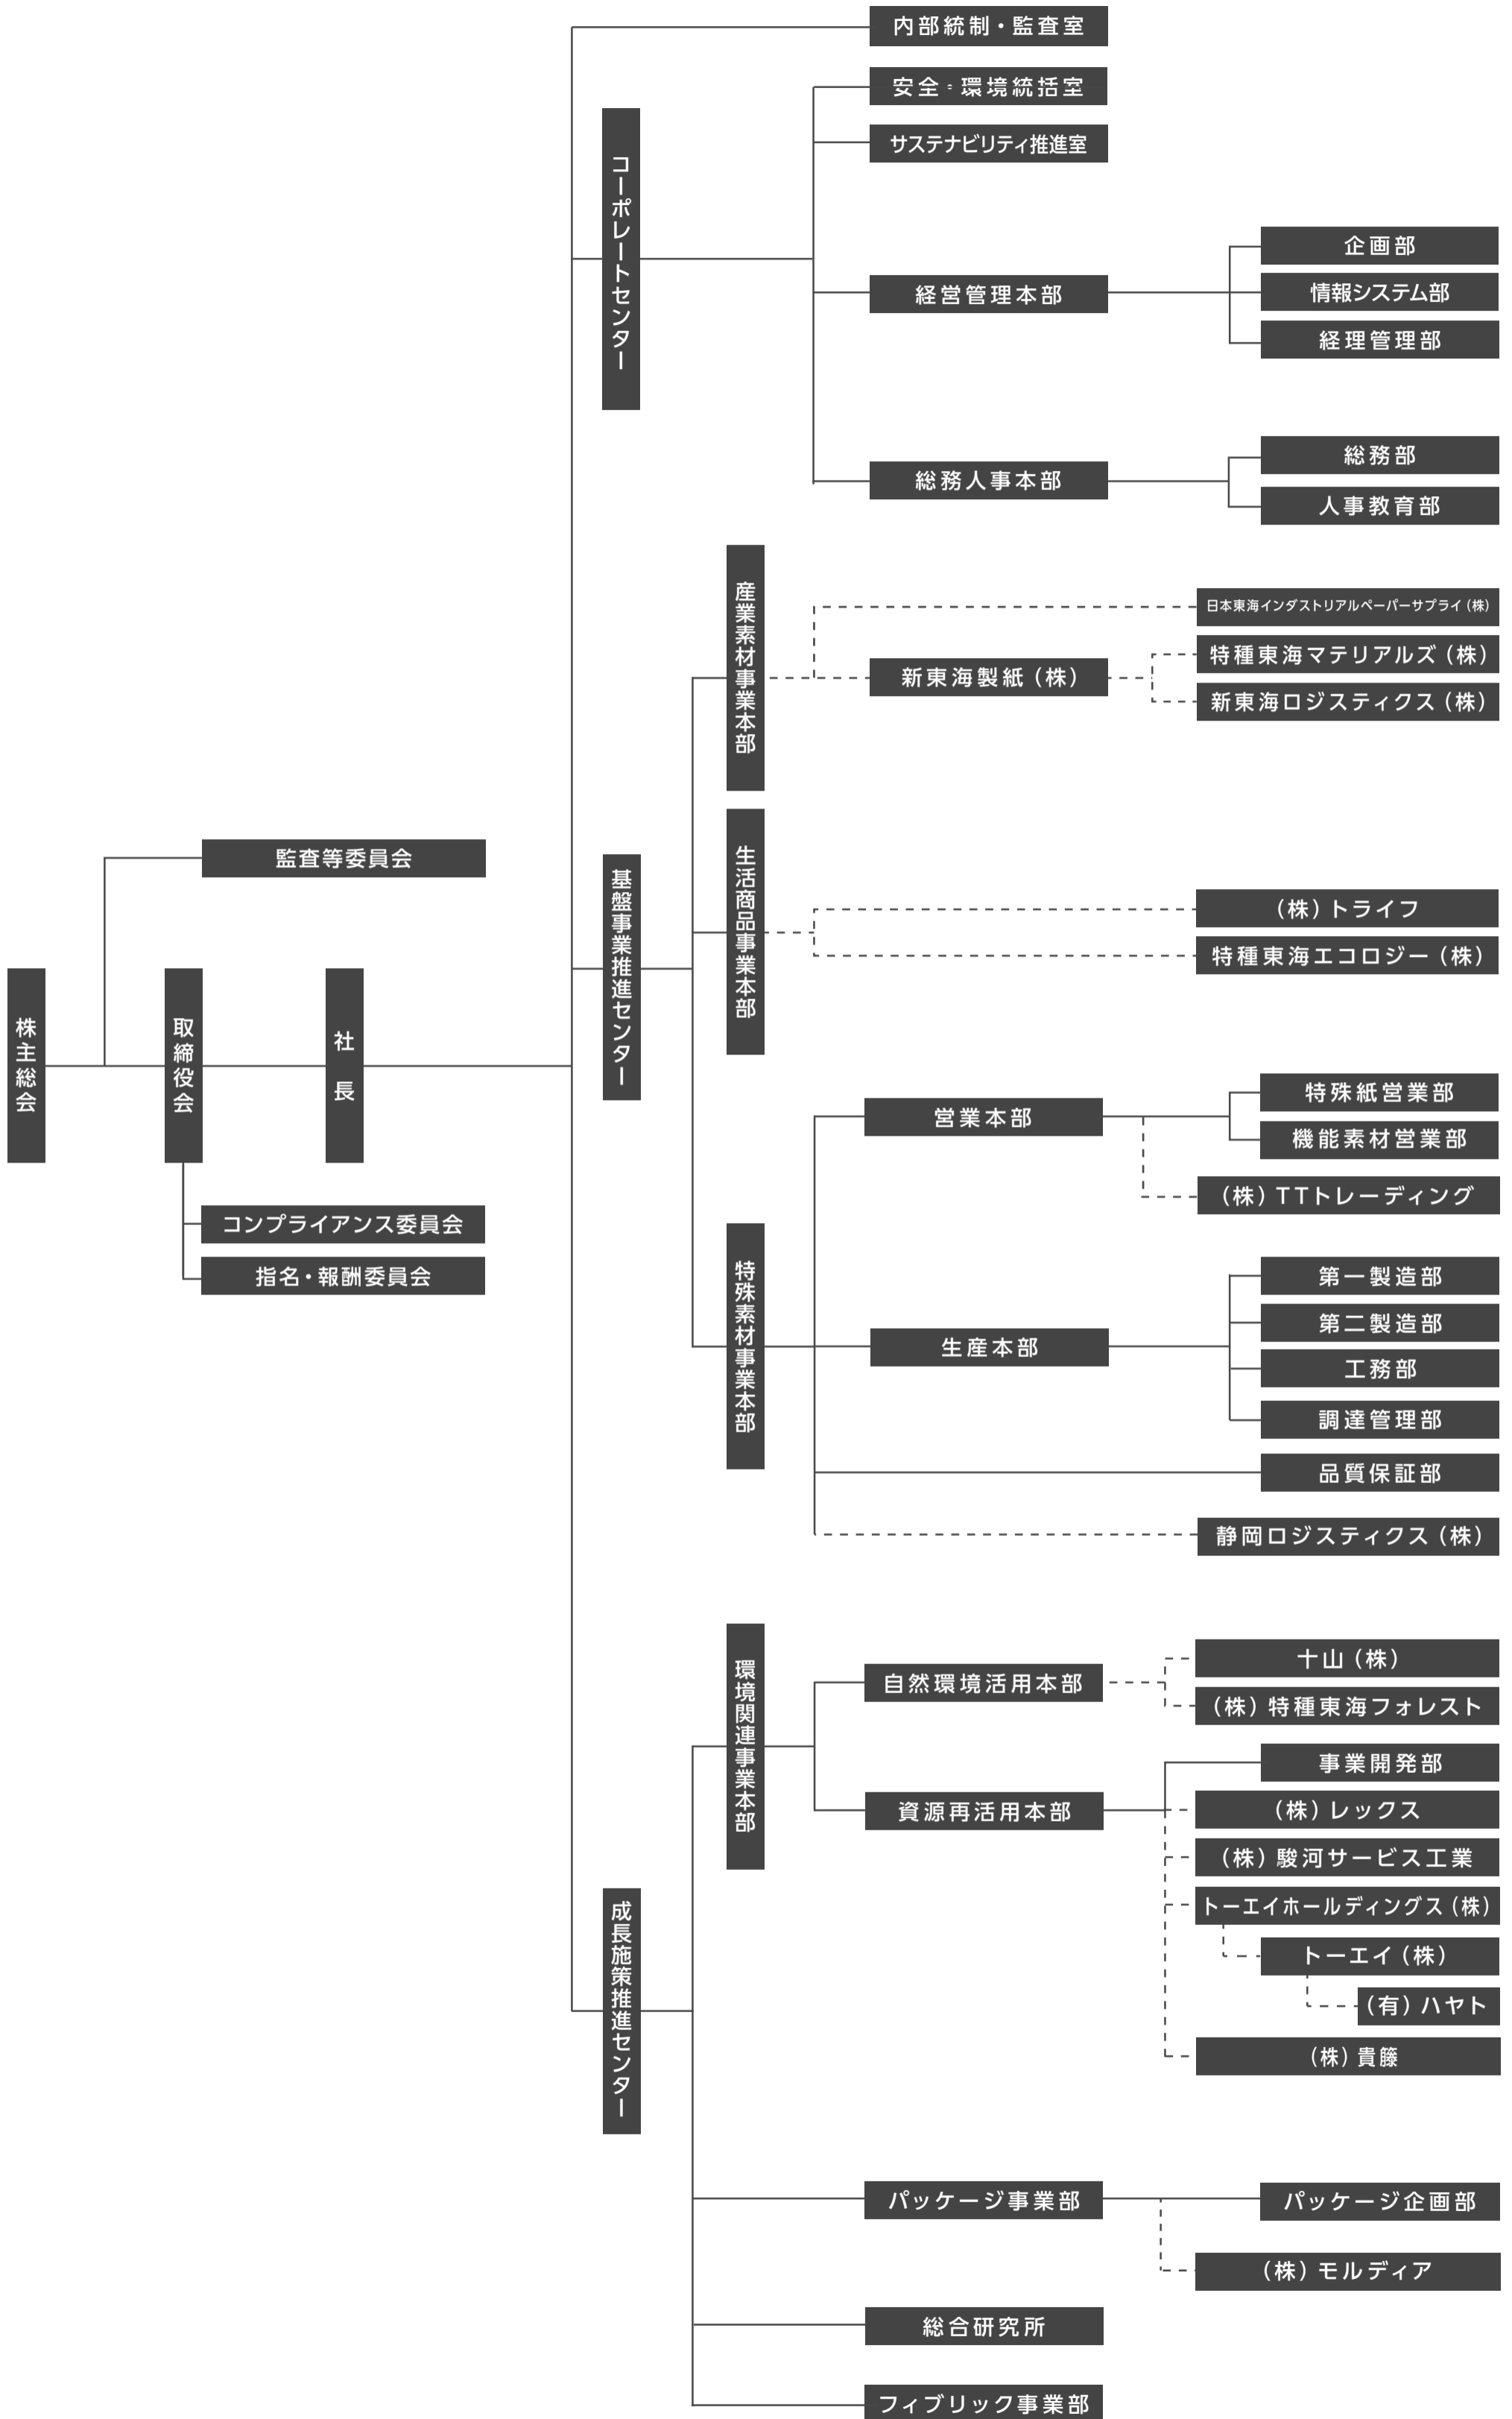 株主総会
監査等委員会
取締役会
コンプライアンス委員会
指名・報酬委員会
社長
内部統制・監査室
コーポレートセンター
安全・環境統括室
サステナビリティ推進室
経営管理本部
企画部
情報システム部
経理管理部
総務人事本部
総務部
人事教育部
基盤事業推進センター
産業素材事業本部
日本東海インダストリアルペーパーサプライ(株)
新東海製紙(株)
特種東海マテリアルズ(株)
新東海ロジスティクス(株)
生活商品事業本部
(株)トライフ
特種東海エコロジー(株)
特殊素材事業本部
営業本部
特殊紙営業部
機能素材営業部
(株)TTトレーディング
生産本部
第一製造部
第二製造部
工務部
調達管理部
品質保証部
静岡ロジスティクス(株)
成長施策推進センター
環境関連事業本部
自然環境活用本部
十山(株)
(株)特種東海フォレスト
資源再活用本部
事業開発部
(株)レックス
(株)駿河サービス工業
トーエイホールディングス(株)
トーエイ(株)
(有)ハヤト
(株)貴藤
パッケージ事業部
パッケージ企画部
(株)モルディア
総合研究所
フィブリック事業部